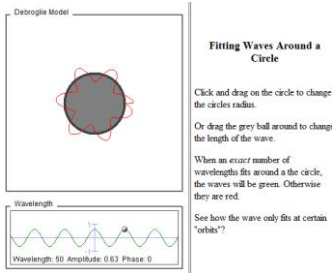 Debroglie Model
Wavelength
1
-1
Wavelength: 50 Amplitude: 0.63 Phase: 0
Fitting Waves Around a
Circle
Click and drag on the circle to change
the circles radius.
Or drag the grey ball around to change
the length of the wave.
When an exact number of
wavelengths fits around a the circle,
the waves will be green. Otherwise
they are red.
See how the wave only fits at certain
"orbits"?